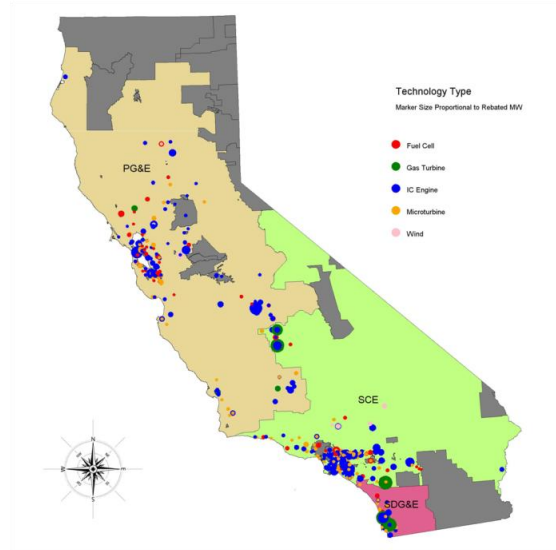 Technology Type
Marker Size Proportional to Rebated MW
Fuel Cell
Gas Turbine
IC Engine
Microturbine
Wind
PG&E
SCE
SDG&E
N
W
E
S